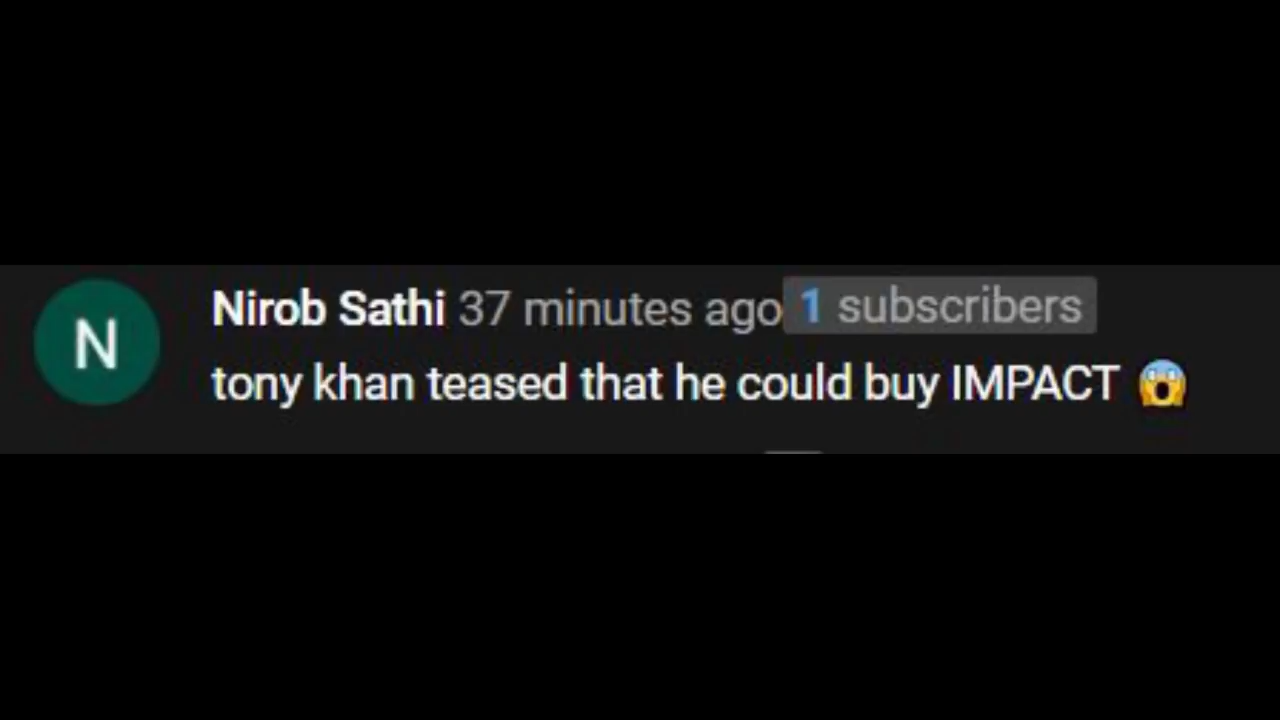 N
Nirob Sathi 37 minutes ago 1 subscribers
tony khan teased that he could buy IMPACT 😱